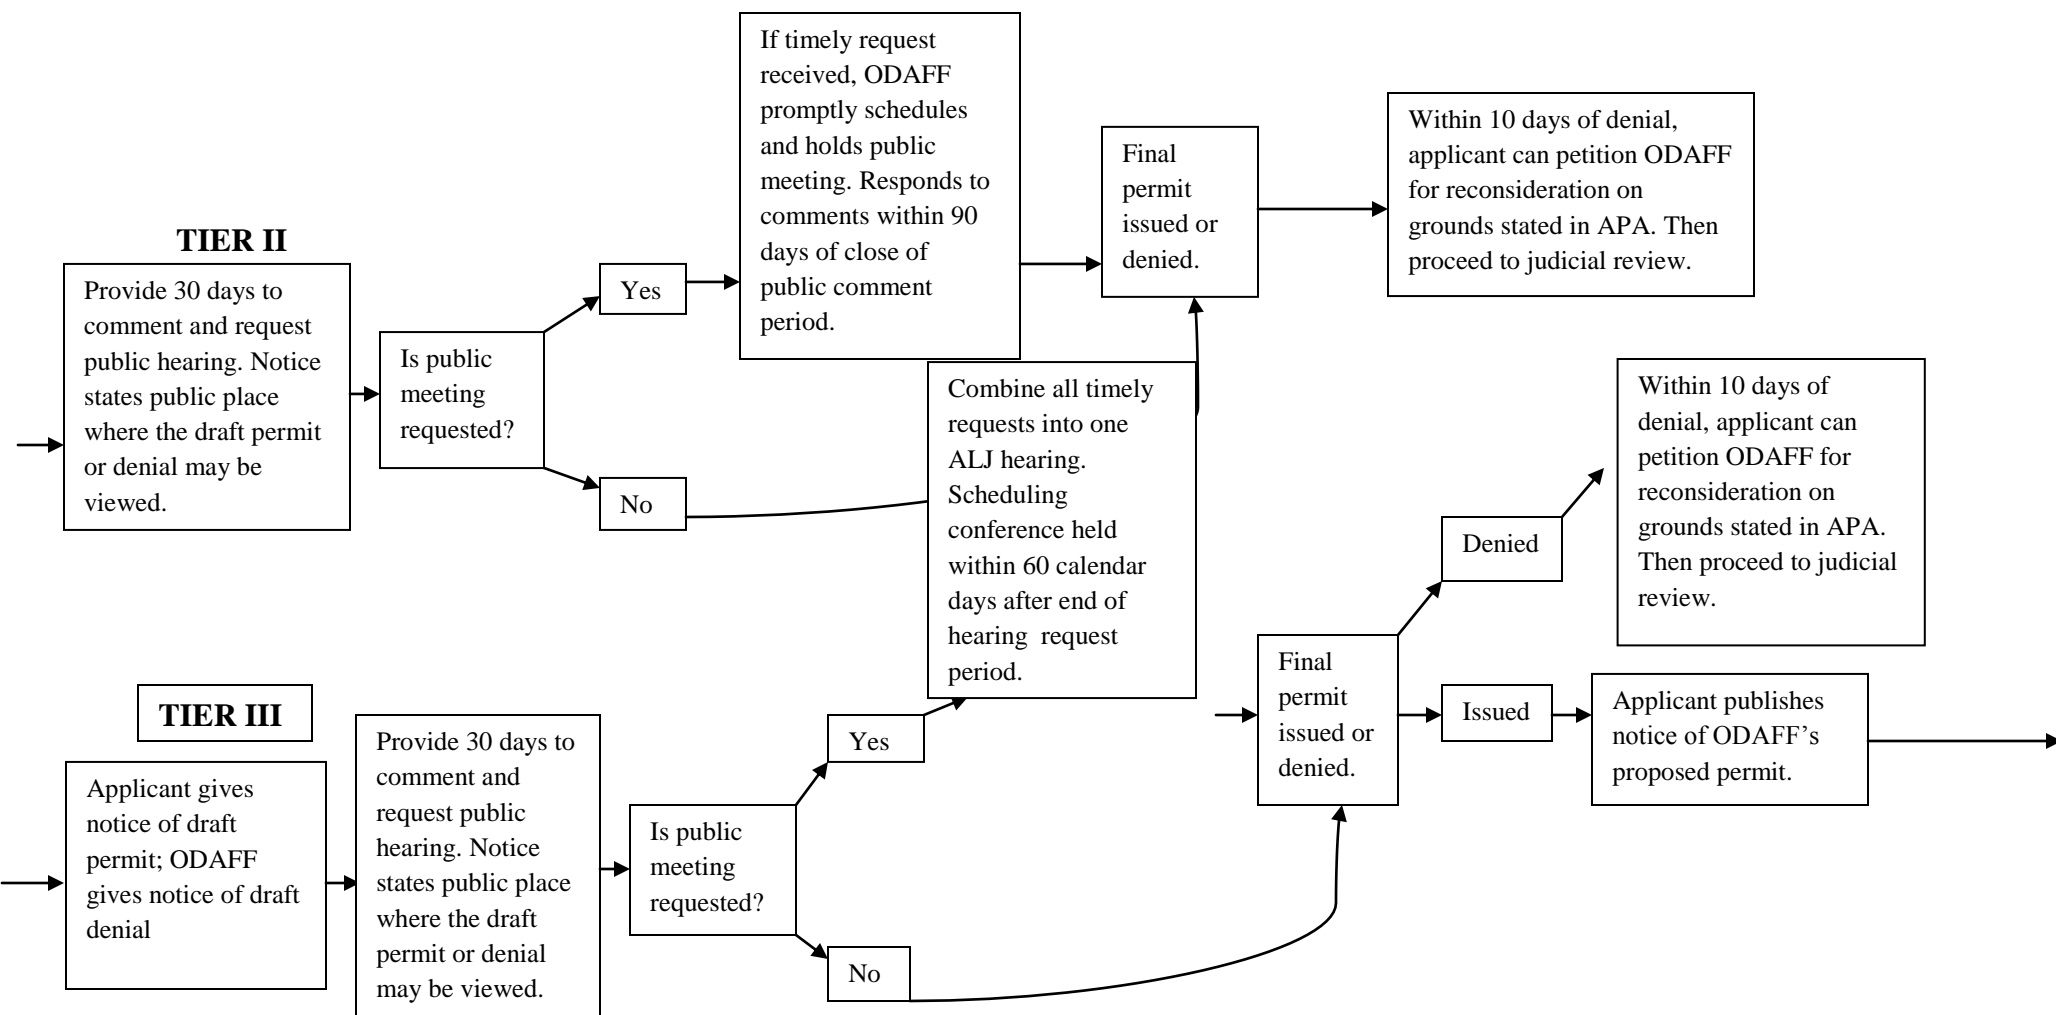 TIER II
Provide 30 days to
comment and request
public hearing. Notice
states public place
where the draft permit
or denial may be
viewed.
Is public
meeting
requested?
Yes
No
If timely request
received, ODAFF
promptly schedules
and holds public
meeting. Responds to
comments within 90
days of close of
public comment
period.
Final
permit
issued or
denied.
Within 10 days of denial,
applicant can petition ODAFF
for reconsideration on
grounds stated in APA. Then
proceed to judicial review.
TIER III
Applicant gives
notice of draft
permit; ODAFF
gives notice of draft
denial
Provide 30 days to
comment and
request public
hearing. Notice
states public place
where the draft
permit or denial
may be viewed.
Is public
meeting
requested?
Yes
No
Combine all timely
requests into one
ALJ hearing.
Scheduling
conference held
within 60 calendar
days after end of
hearing  request
period.
Final
permit
issued or
denied.
Denied
Within 10 days of
denial, applicant can
petition ODAFF for
reconsideration on
grounds stated in APA.
Then proceed to judicial
review.
Issued
Applicant publishes
notice of ODAFF’s
proposed permit.